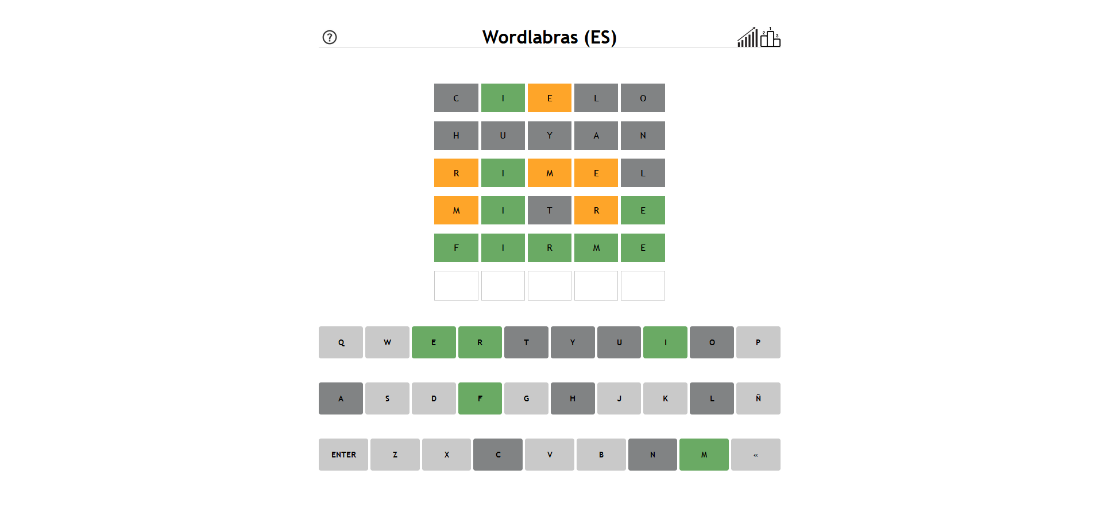 ?
Wordlabras (ES)
C I E L O
H U Y A N
R I M E L
M I T R E
F I R M E
Q W E R T Y U I O P
A S D F G H J K L Ñ
ENTER Z X C V B N M «